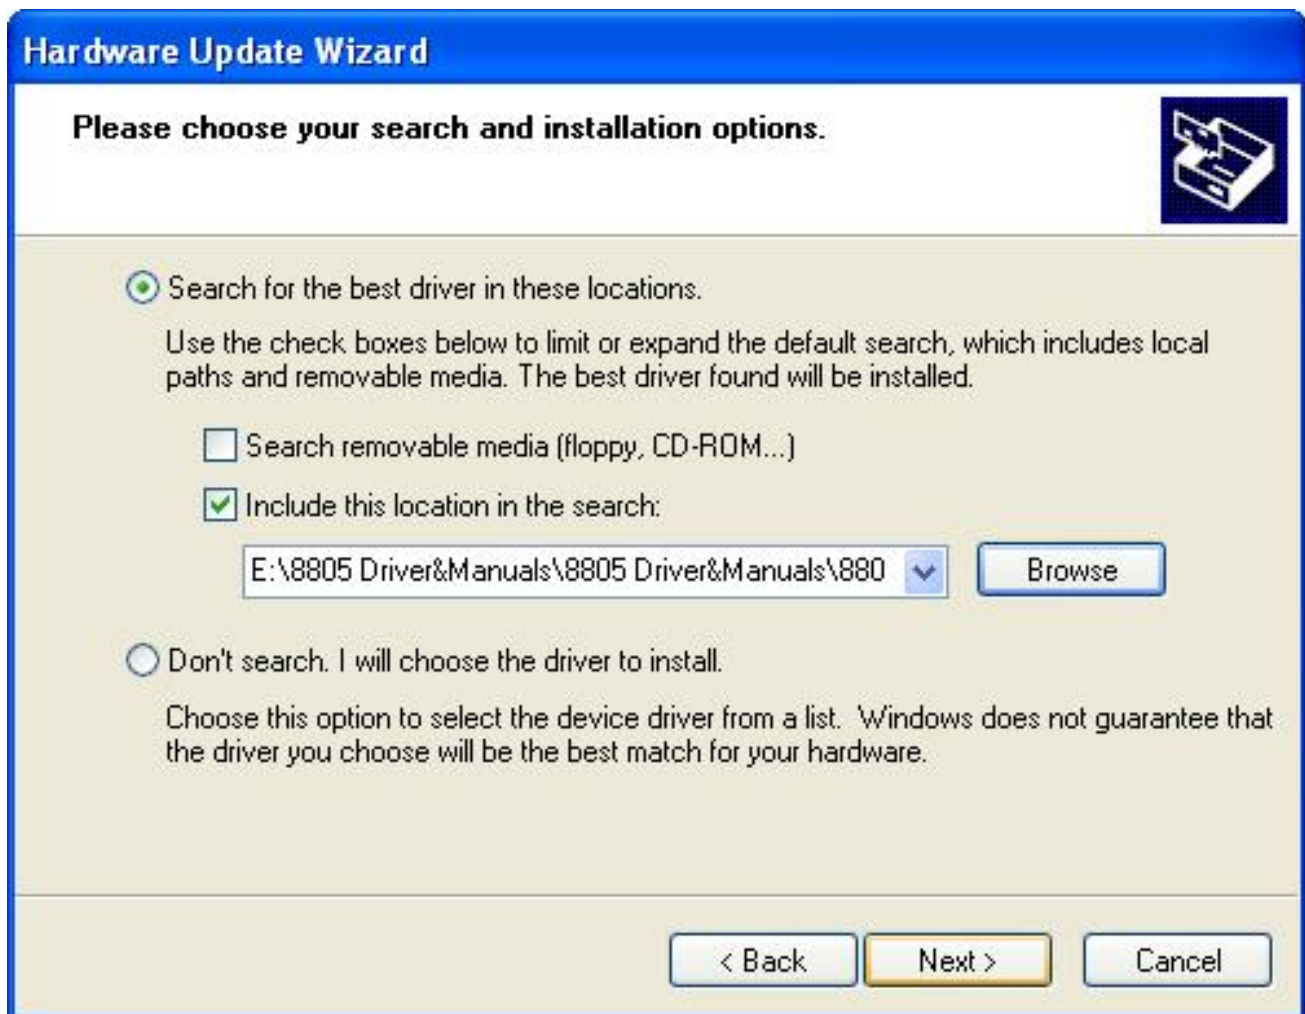 Hardware Update Wizard
Please choose your search and installation options.
Search for the best driver in these locations.
Use the check boxes below to limit or expand the default search, which includes local
paths and removable media. The best driver found will be installed.
Search removable media (floppy, CD-ROM...)
Include this location in the search:
E:\8805 Driver&Manuals\8805 Driver&Manuals\880
Browse
Don't search. I will choose the driver to install.
Choose this option to select the device driver from a list. Windows does not guarantee that
the driver you choose will be the best match for your hardware.
< Back Next > Cancel